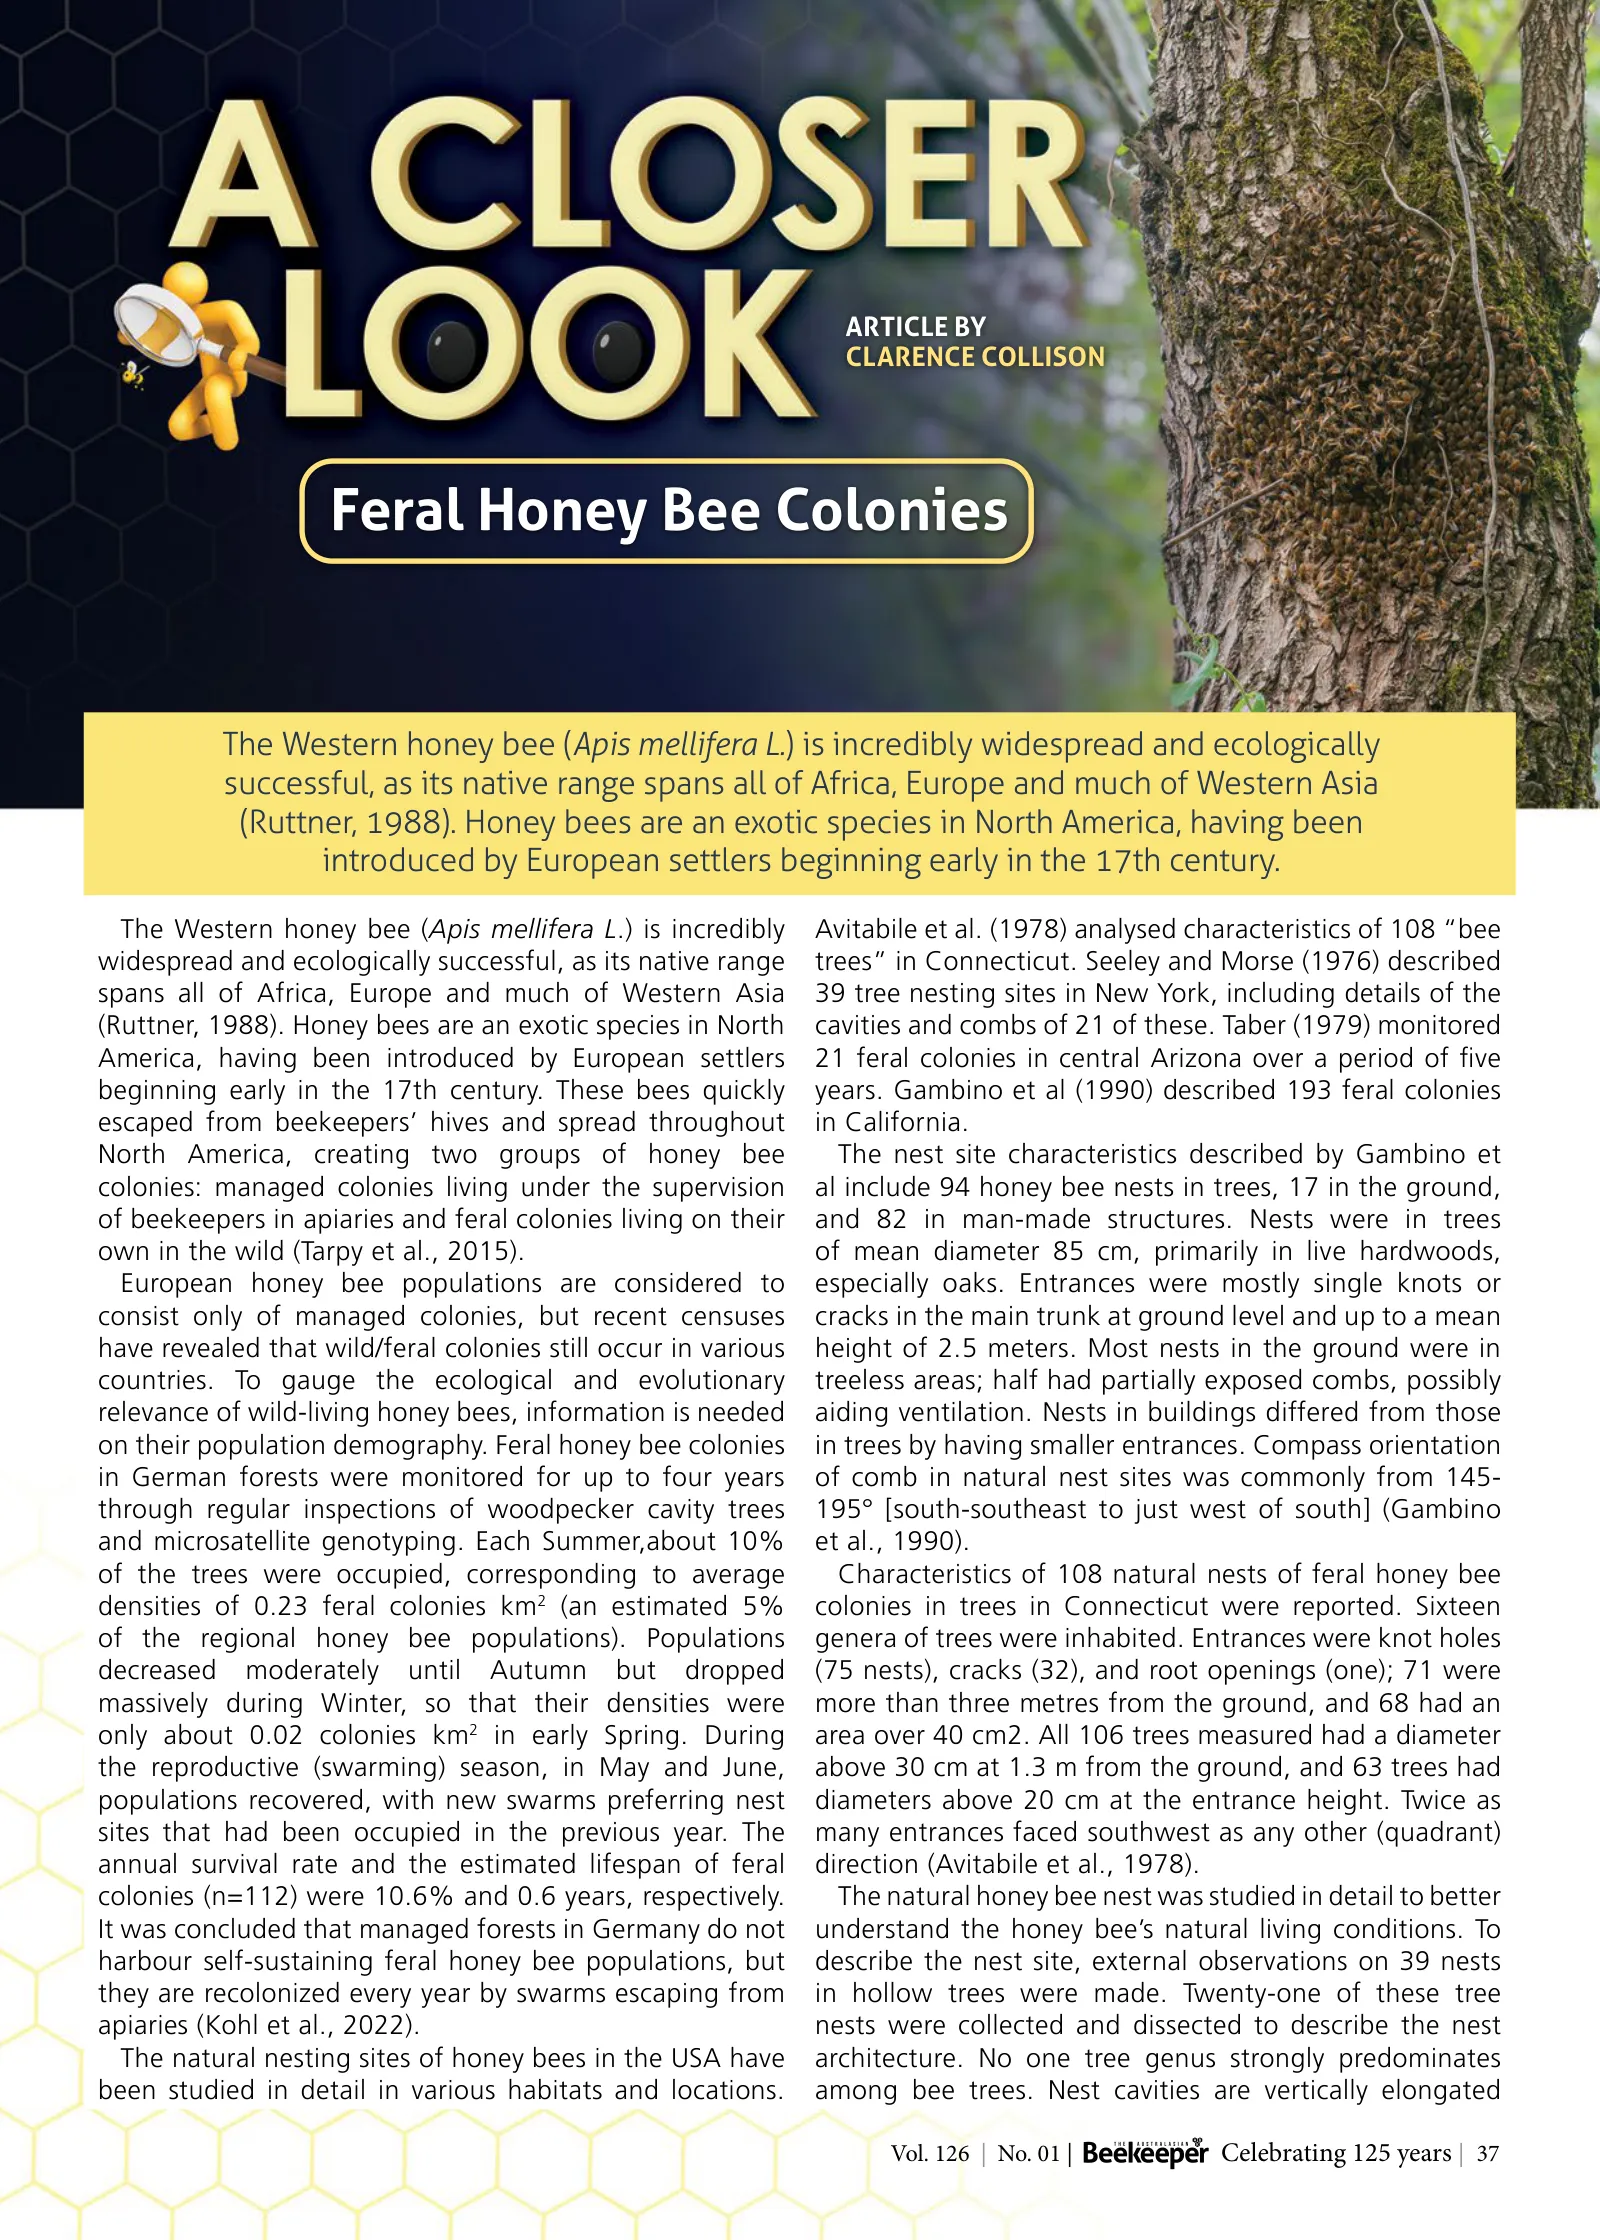 A CLOSER
LOOK
ARTICLE BY
CLARENCE COLLISON
Feral Honey Bee Colonies
The Western honey bee (Apis mellifera L.) is incredibly widespread and ecologically
successful, as its native range spans all of Africa, Europe and much of Western Asia
(Ruttner, 1988). Honey bees are an exotic species in North America, having been
introduced by European settlers beginning early in the 17th century.
The Western honey bee (Apis mellifera L.) is incredibly
widespread and ecologically successful, as its native range
spans all of Africa, Europe and much of Western Asia
(Ruttner, 1988). Honey bees are an exotic species in North
America, having been introduced by European settlers
beginning early in the 17th century. These bees quickly
escaped from beekeepers’ hives and spread throughout
North America, creating two groups of honey bee
colonies: managed colonies living under the supervision
of beekeepers in apiaries and feral colonies living on their
own in the wild (Tarpy et al., 2015).
European honey bee populations are considered to
consist only of managed colonies, but recent censuses
have revealed that wild/feral colonies still occur in various
countries. To gauge the ecological and evolutionary
relevance of wild-living honey bees, information is needed
on their population demography. Feral honey bee colonies
in German forests were monitored for up to four years
through regular inspections of woodpecker cavity trees
and microsatellite genotyping. Each Summer,about 10%
of the trees were occupied, corresponding to average
densities of 0.23 feral colonies km² (an estimated 5%
of the regional honey bee populations). Populations
decreased moderately until Autumn but dropped
massively during Winter, so that their densities were
only about 0.02 colonies km² in early Spring. During
the reproductive (swarming) season, in May and June,
populations recovered, with new swarms preferring nest
sites that had been occupied in the previous year. The
annual survival rate and the estimated lifespan of feral
colonies (n=112) were 10.6% and 0.6 years, respectively.
It was concluded that managed forests in Germany do not
harbour self-sustaining feral honey bee populations, but
they are recolonized every year by swarms escaping from
apiaries (Kohl et al., 2022).
The natural nesting sites of honey bees in the USA have
been studied in detail in various habitats and locations.
Avitabile et al. (1978) analysed characteristics of 108 “bee
trees” in Connecticut. Seeley and Morse (1976) described
39 tree nesting sites in New York, including details of the
cavities and combs of 21 of these. Taber (1979) monitored
21 feral colonies in central Arizona over a period of five
years. Gambino et al (1990) described 193 feral colonies
in California.
The nest site characteristics described by Gambino et
al include 94 honey bee nests in trees, 17 in the ground,
and 82 in man-made structures. Nests were in trees
of mean diameter 85 cm, primarily in live hardwoods,
especially oaks. Entrances were mostly single knots or
cracks in the main trunk at ground level and up to a mean
height of 2.5 meters. Most nests in the ground were in
treeless areas; half had partially exposed combs, possibly
aiding ventilation. Nests in buildings differed from those
in trees by having smaller entrances. Compass orientation
of comb in natural nest sites was commonly from 145-
195° [south-southeast to just west of south] (Gambino
et al., 1990).
Characteristics of 108 natural nests of feral honey bee
colonies in trees in Connecticut were reported. Sixteen
genera of trees were inhabited. Entrances were knot holes
(75 nests), cracks (32), and root openings (one); 71 were
more than three metres from the ground, and 68 had an
area over 40 cm2. All 106 trees measured had a diameter
above 30 cm at 1.3 m from the ground, and 63 trees had
diameters above 20 cm at the entrance height. Twice as
many entrances faced southwest as any other (quadrant)
direction (Avitabile et al., 1978).
The natural honey bee nest was studied in detail to better
understand the honey bee’s natural living conditions. To
describe the nest site, external observations on 39 nests
in hollow trees were made. Twenty-one of these tree
nests were collected and dissected to describe the nest
architecture. No one tree genus strongly predominates
among bee trees. Nest cavities are vertically elongated
Vol. 126 | No. 01 | THE AUSTRALASIAN Beekeeper Celebrating 125 years | 37